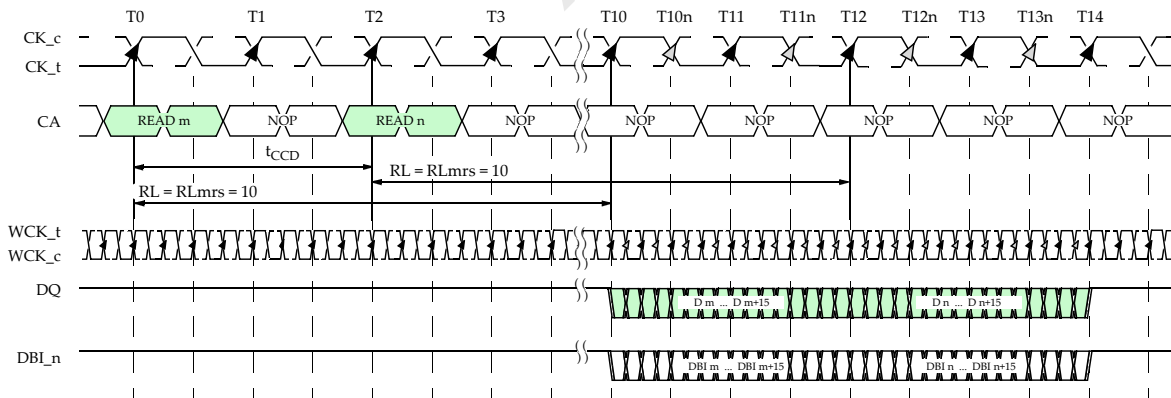 T0 T1 T2 T3 T10 T10n T11 T11n T12 T12n T13 T13n T14
CK_c
CK_t
CA READ m NOP READ n NOP NOP NOP NOP NOP NOP
tCCD
RL = RLmrs = 10
RL = RLmrs = 10
WCK_t
WCK_c
DQ D m ... D m+15 D n ... D n+15
DBI_n DBI m ... DBI m+15 DBI n ... DBI n+15